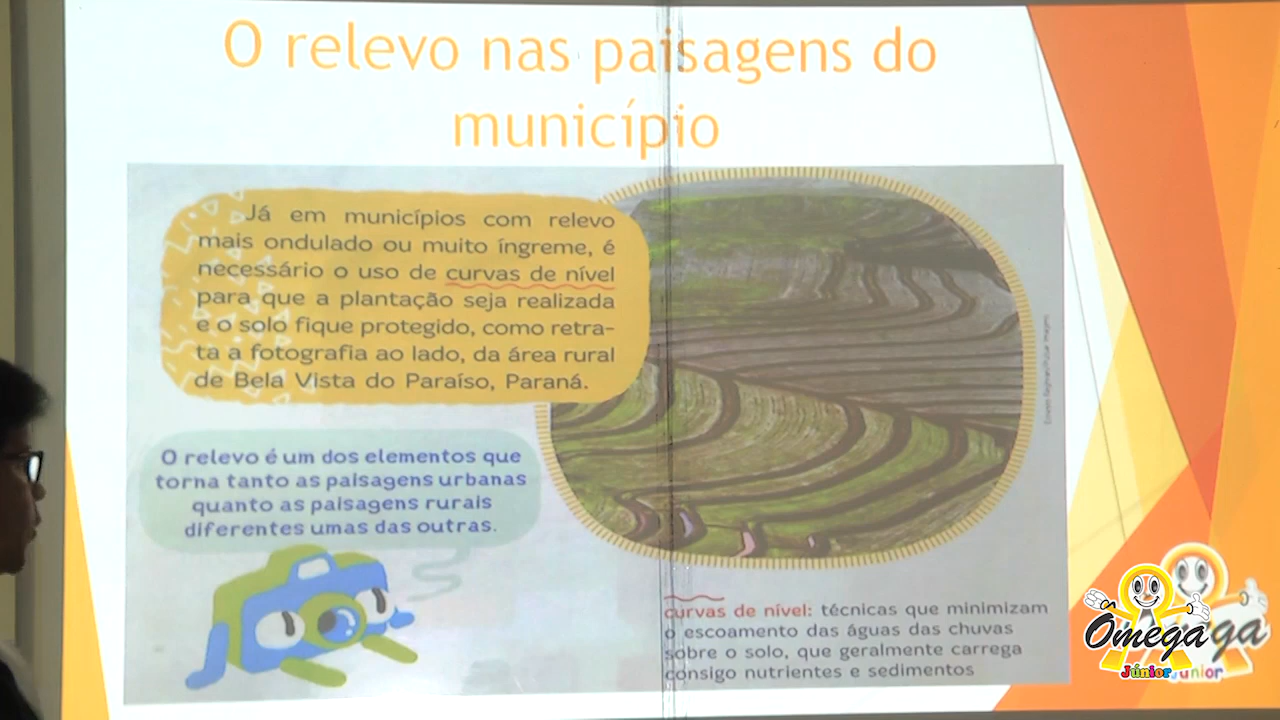 O relevo nas paisagens do
município
Já em municípios com relevo
mais ondulado ou muito íngreme, é
necessário o uso de curvas de nível
para que a plantação seja realizada
e o solo fique protegido, como retra-
ta a fotografia ao lado, da área rural
de Bela Vista do Paraíso, Paraná.
O relevo é um dos elementos que
torna tanto as paisagens urbanas
quanto as paisagens rurais
diferentes umas das outras.
curvas de nível: técnicas que minimizam
o escoamento das águas das chuvas
sobre o solo, que geralmente carrega
consigo nutrientes e sedimentos
Ômega
Júnior
ga
Junior